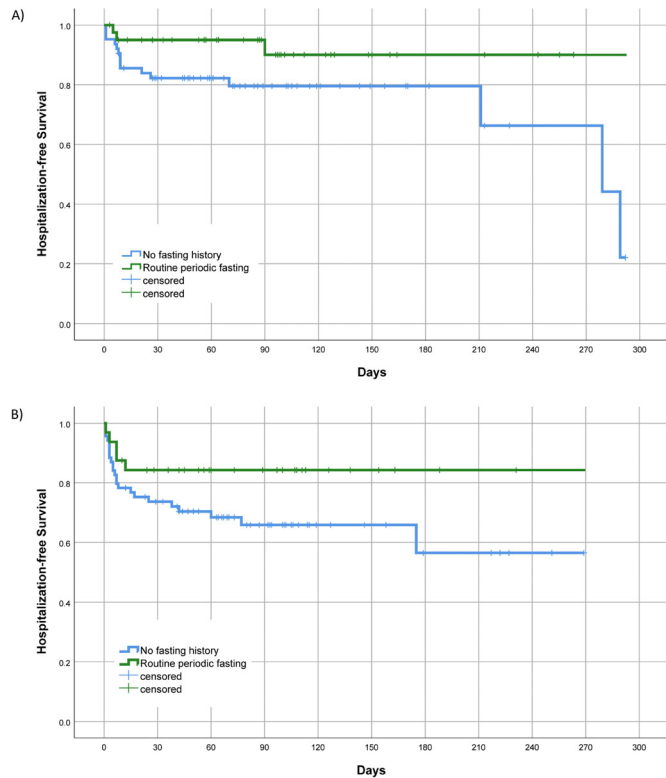 A)
Hospitalization-free Survival
1.0
0.8
0.6
0.4
0.2
0.0
No fasting history
Routine periodic fasting
censored
censored
0 30 60 90 120 150 180 210 240 270 300
Days
B)
Hospitalization-free Survival
1.0
0.8
0.6
0.4
0.2
0.0
No fasting history
Routine periodic fasting
censored
censored
0 30 60 90 120 150 180 210 240 270 300
Days